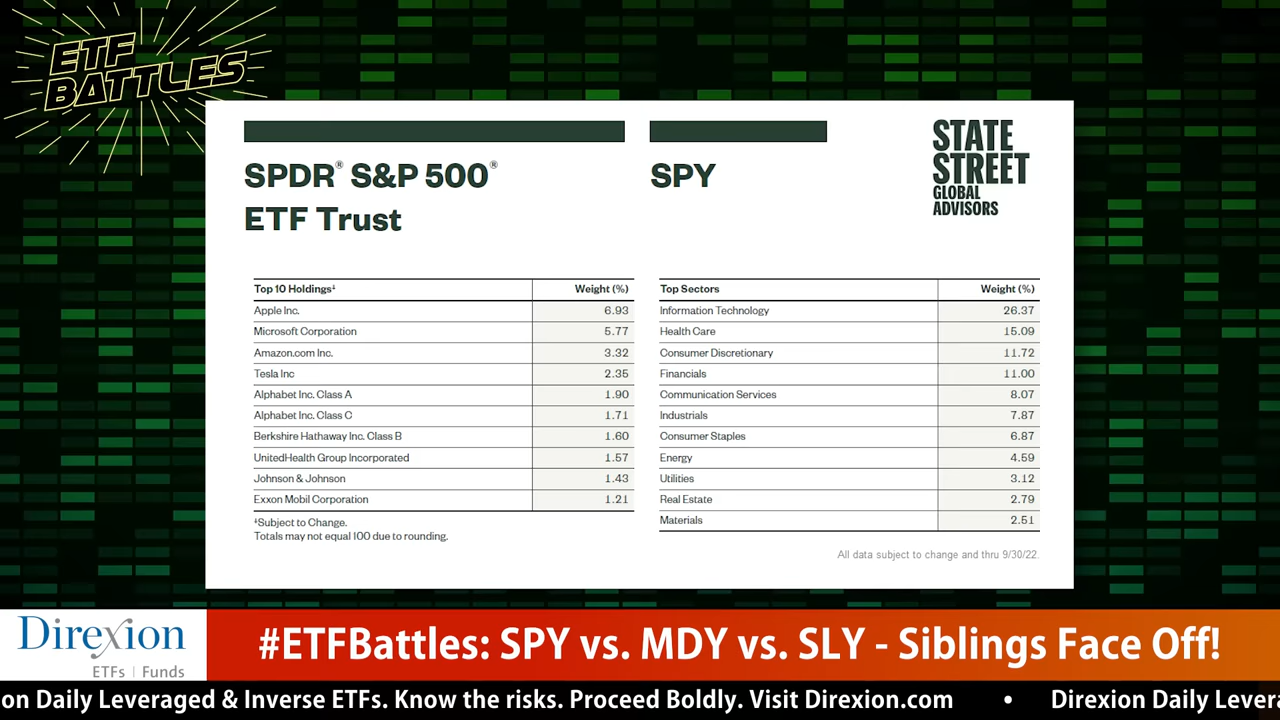 ETF
BATTLES
SPDR® S&P 500®
ETF Trust
SPY
STATE
STREET
GLOBAL
ADVISORS
Top 10 Holdings‡ Weight (%)
Apple Inc. 6.93
Microsoft Corporation 5.77
Amazon.com Inc. 3.32
Tesla Inc 2.35
Alphabet Inc. Class A 1.90
Alphabet Inc. Class C 1.71
Berkshire Hathaway Inc. Class B 1.60
UnitedHealth Group Incorporated 1.57
Johnson & Johnson 1.43
Exxon Mobil Corporation 1.21
‡Subject to Change.
Totals may not equal 100 due to rounding.
Top Sectors Weight (%)
Information Technology 26.37
Health Care 15.09
Consumer Discretionary 11.72
Financials 11.00
Communication Services 8.07
Industrials 7.87
Consumer Staples 6.87
Energy 4.59
Utilities 3.12
Real Estate 2.79
Materials 2.51
All data subject to change and thru 9/30/22.
Direxion
ETFs | Funds
#ETFBattles: SPY vs. MDY vs. SLY - Siblings Face Off!
on Daily Leveraged & Inverse ETFs. Know the risks. Proceed Boldly. Visit Direxion.com • Direxion Daily Levera